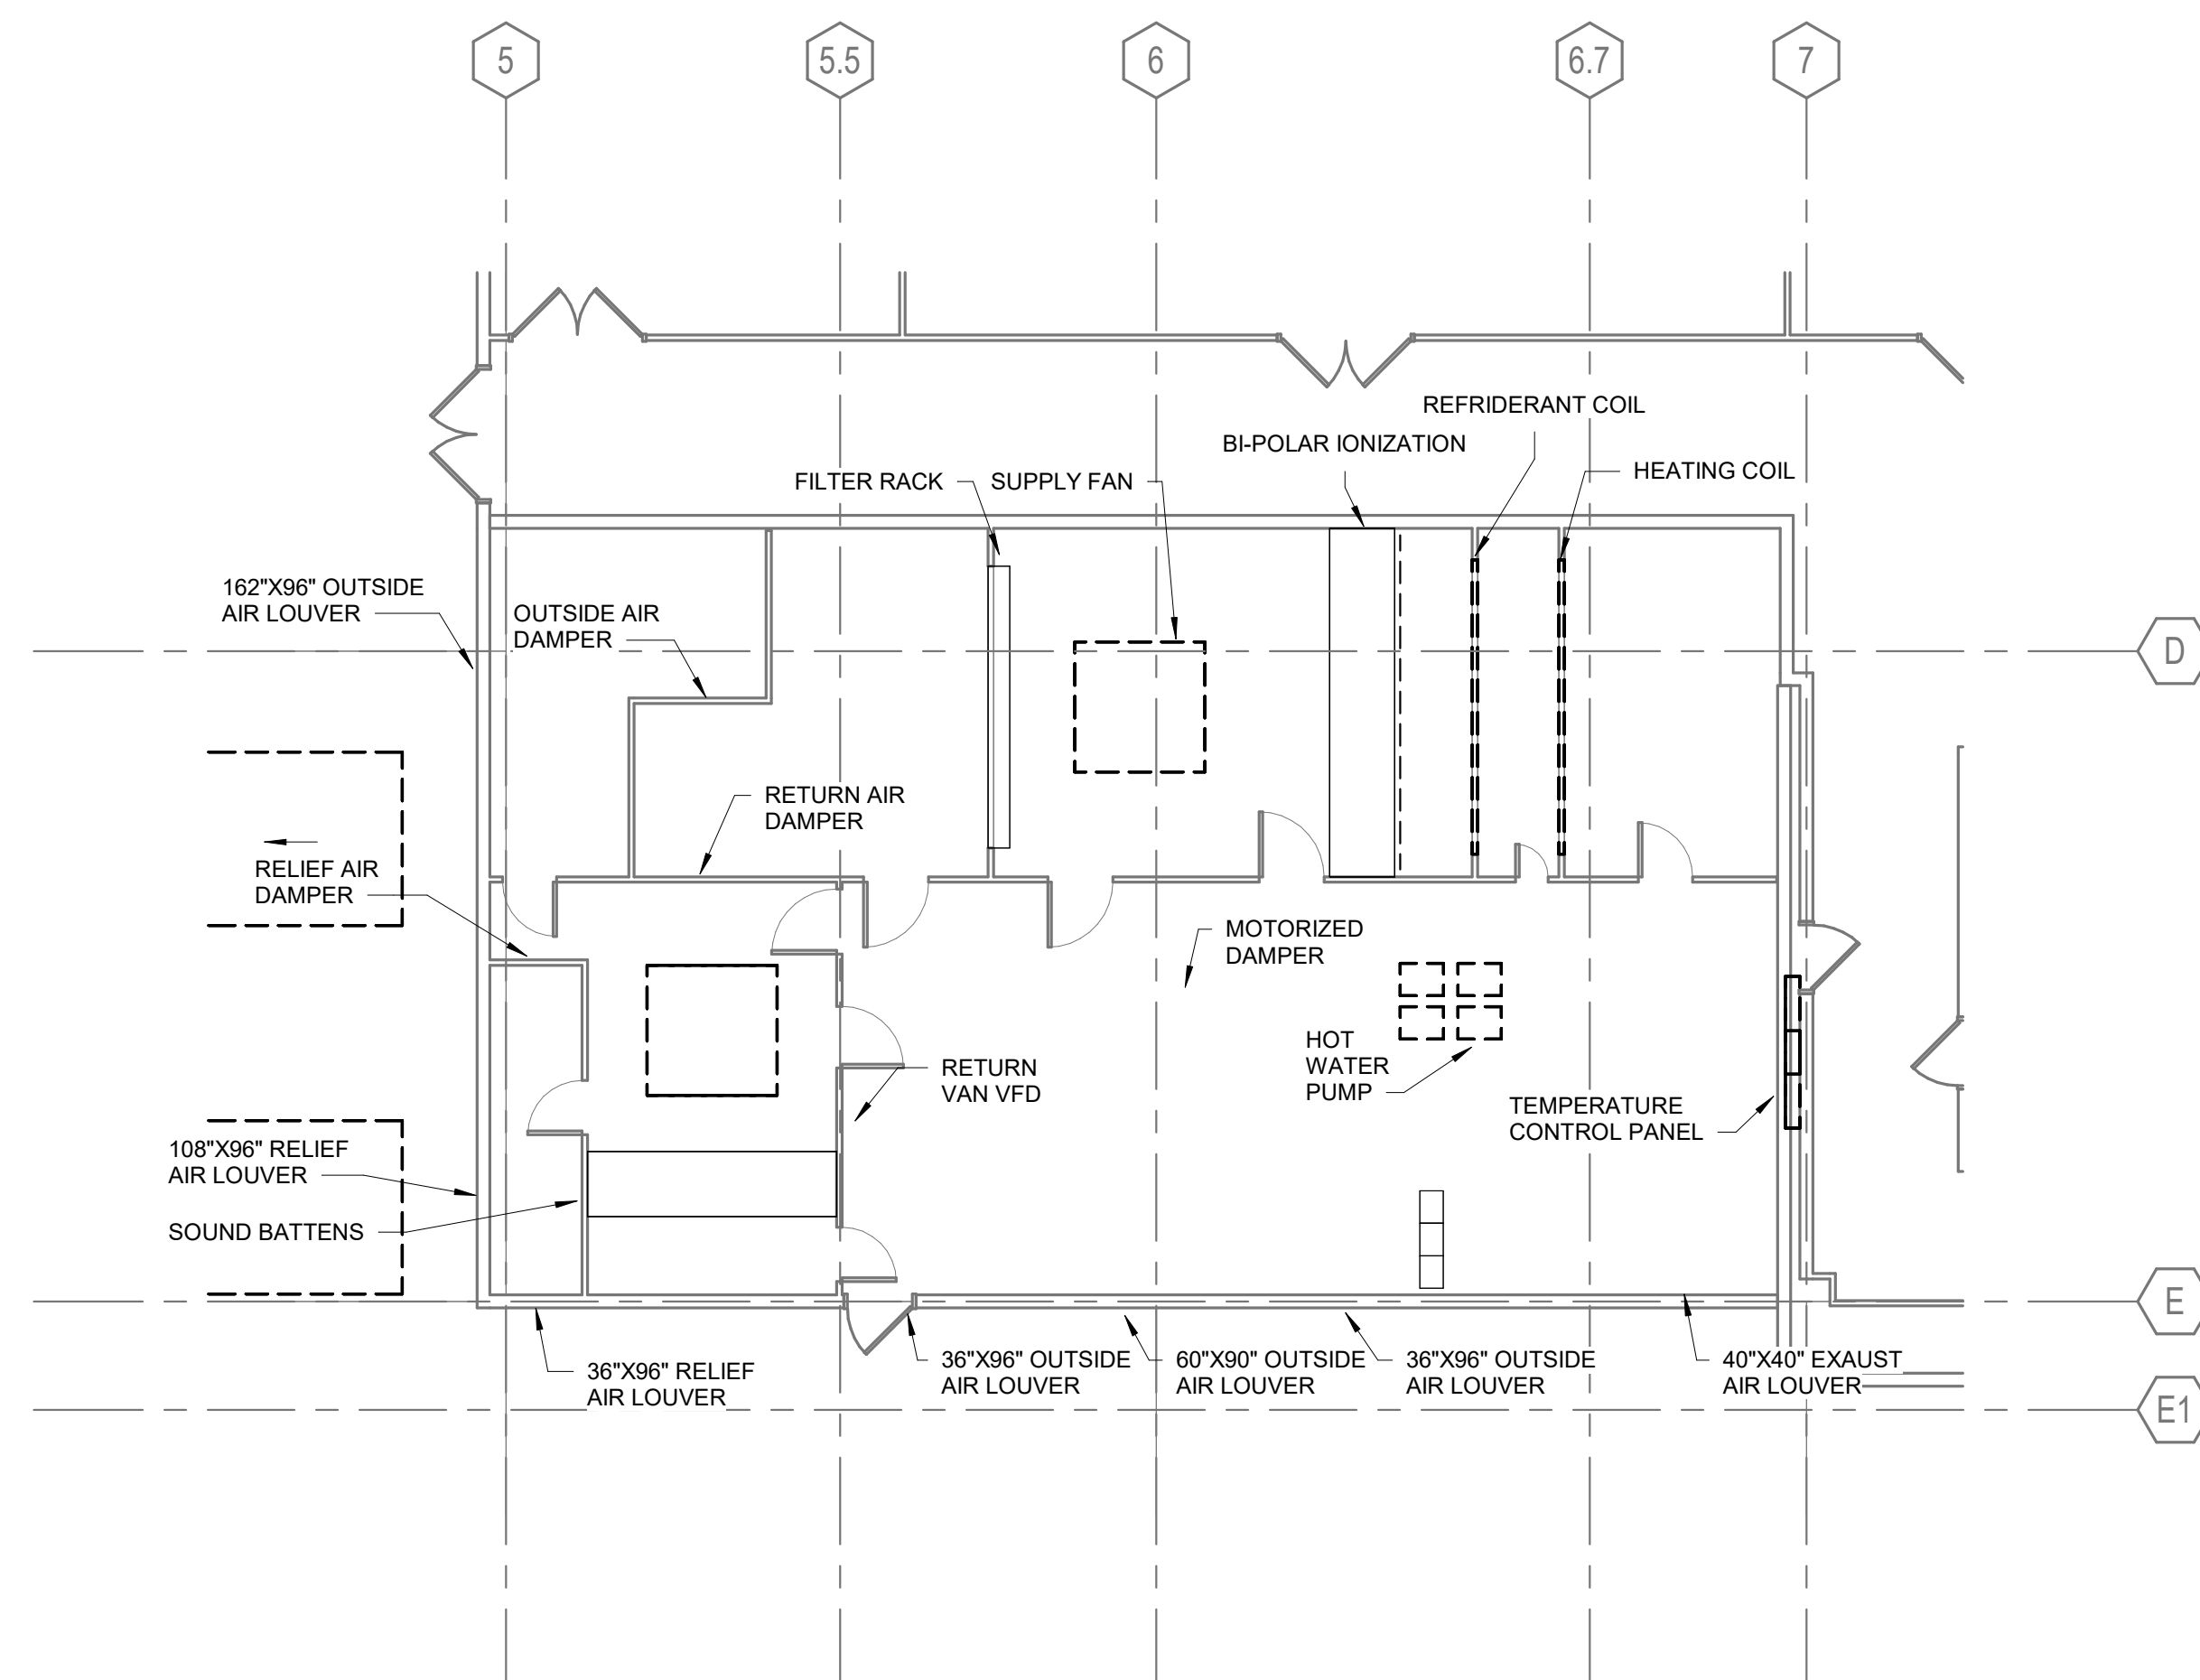 5
5.5
6
6.7
7
REFRIDERANT COIL
BI-POLAR IONIZATION
HEATING COIL
FILTER RACK
SUPPLY FAN
162"X96" OUTSIDE
AIR LOUVER
OUTSIDE AIR
DAMPER
D
RETURN AIR
DAMPER
RELIEF AIR
DAMPER
MOTORIZED
DAMPER
HOT
WATER
PUMP
RETURN
VAN VFD
TEMPERATURE
CONTROL PANEL
108"X96" RELIEF
AIR LOUVER
SOUND BATTENS
E
36"X96" RELIEF
AIR LOUVER
36"X96" OUTSIDE
AIR LOUVER
60"X90" OUTSIDE
AIR LOUVER
36"X96" OUTSIDE
AIR LOUVER
40"X40" EXAUST
AIR LOUVER
E1